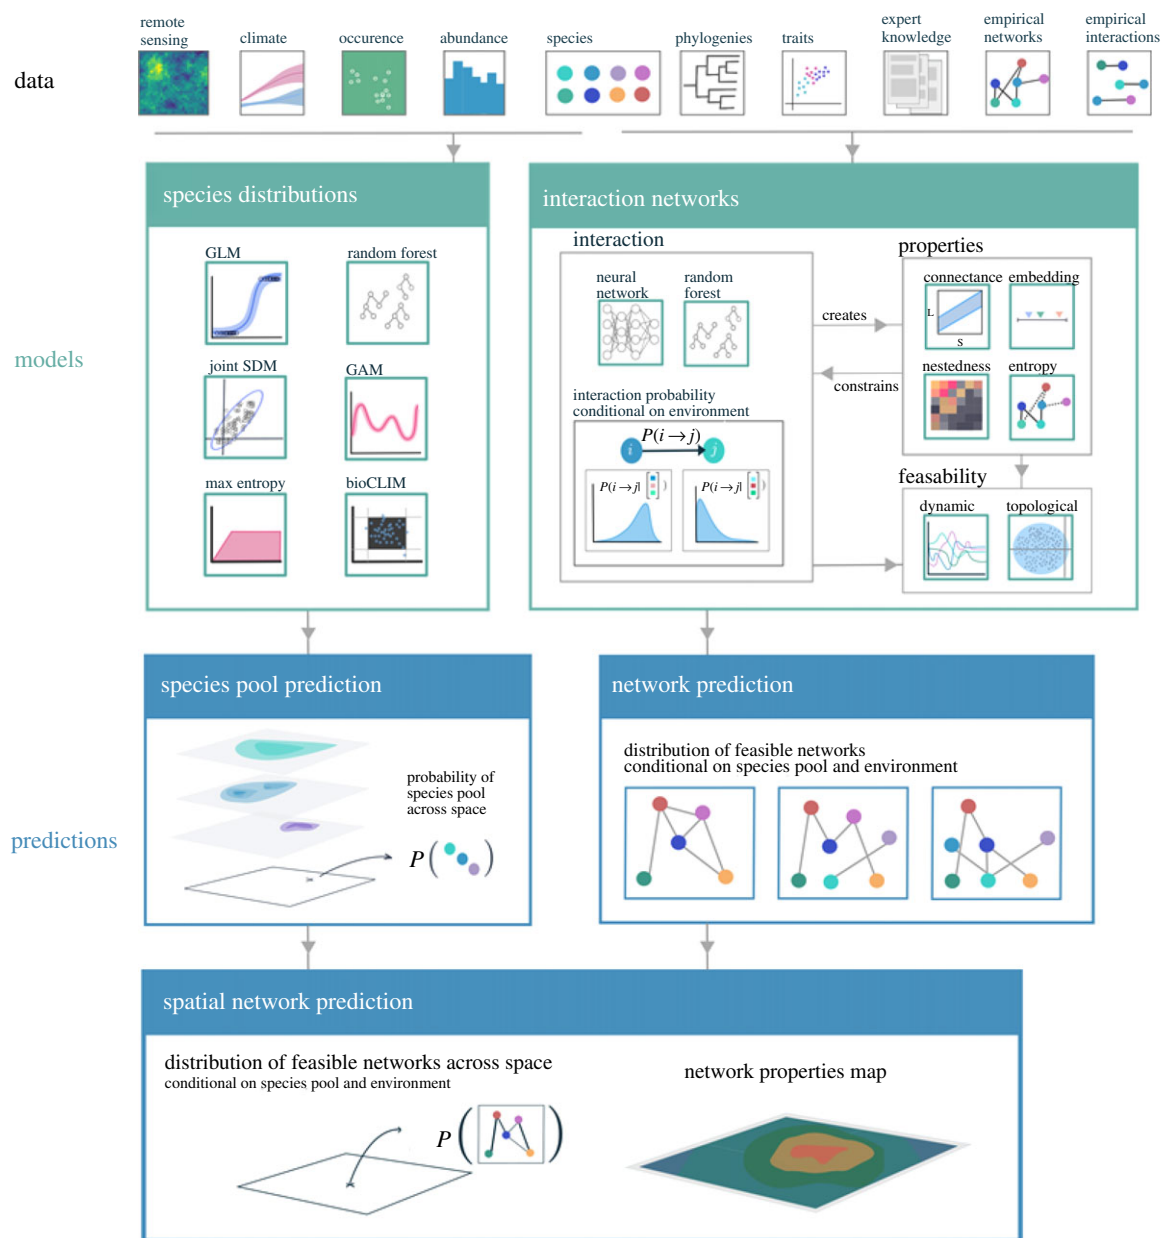 remote
sensing
climate
occurence
abundance
species
phylogenies
traits
expert
knowledge
empirical
networks
empirical
interactions
data
models
species distributions
GLM
random forest
joint SDM
GAM
max entropy
bioCLIM
interaction networks
interaction
neural
network
random
forest
interaction probability
conditional on environment
P(i→j)
i
j
P(i→j|[ ])
P(i→j|[ ])
creates
constrains
properties
connectance
L
S
embedding
nestedness
entropy
feasability
dynamic
topological
predictions
species pool prediction
probability of
species pool
across space
P( )
network prediction
distribution of feasible networks
conditional on species pool and environment
spatial network prediction
distribution of feasible networks across space
conditional on species pool and environment
P( )
network properties map